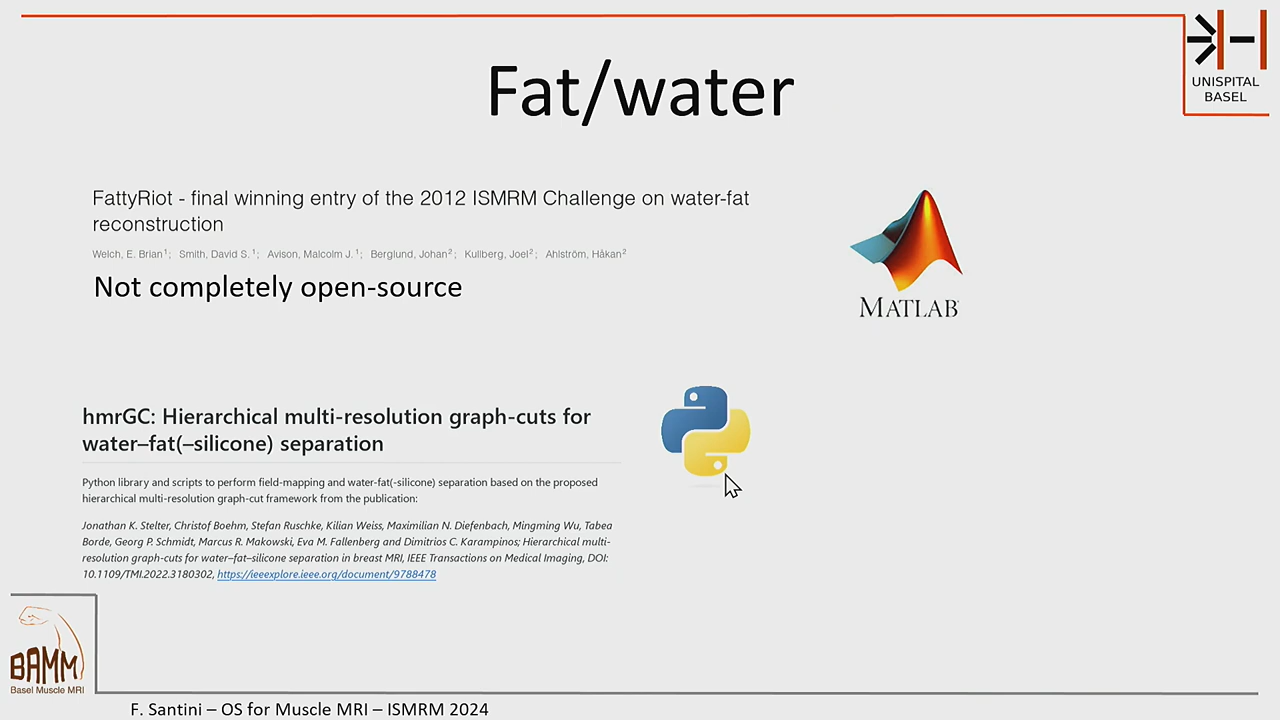 UNISPITAL
BASEL
Fat/water
FattyRiot - final winning entry of the 2012 ISMRM Challenge on water-fat
reconstruction
Welch, E. Brian¹; Smith, David S.¹; Avison, Malcolm J.¹; Berglund, Johan²; Kullberg, Joel²; Ahlström, Håkan²
Not completely open-source
MATLAB
hmrGC: Hierarchical multi-resolution graph-cuts for
water–fat(–silicone) separation
Python library and scripts to perform field-mapping and water-fat(-silicone) separation based on the proposed
hierarchical multi-resolution graph-cut framework from the publication:
Jonathan K. Stelter, Christof Boehm, Stefan Ruschke, Kilian Weiss, Maximilian N. Diefenbach, Mingming Wu, Tabea
Borde, Georg P. Schmidt, Marcus R. Makowski, Eva M. Fallenberg and Dimitrios C. Karampinos; Hierarchical multi-
resolution graph-cuts for water–fat–silicone separation in breast MRI, IEEE Transactions on Medical Imaging, DOI:
10.1109/TMI.2022.3180302, https://ieeexplore.ieee.org/document/9788478
BAMM
Basel Muscle MRI
F. Santini – OS for Muscle MRI – ISMRM 2024